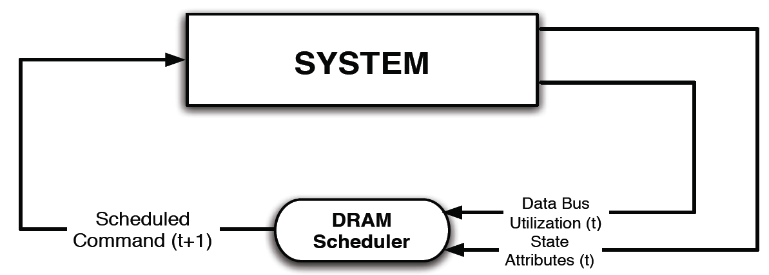 SYSTEM
Scheduled
Command (t+1)
DRAM
Scheduler
Data Bus
Utilization (t)
State
Attributes (t)